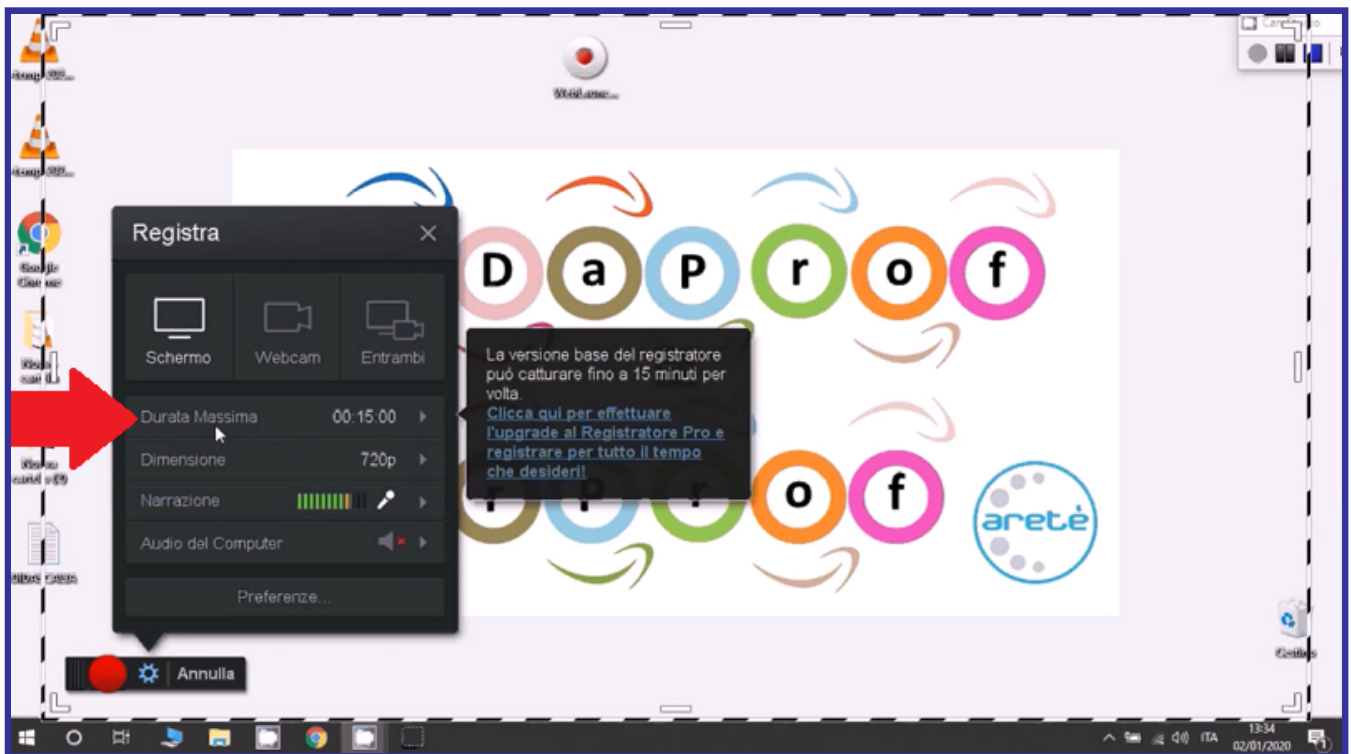 CamStudio
Registra
Schermo Webcam Entrambi
Durata Massima 00:15:00
Dimensione 720p
Narrazione
Audio del Computer
Preferenze...
Annulla
La versione base del registratore
può catturare fino a 15 minuti per
volta.
Clicca qui per effettuare
l'upgrade al Registratore Pro e
registrare per tutto il tempo
che desideri!
D a P r o f
r p r o f
aretè
Google
Chrome
Cestino
ITA
13:34
02/01/2020